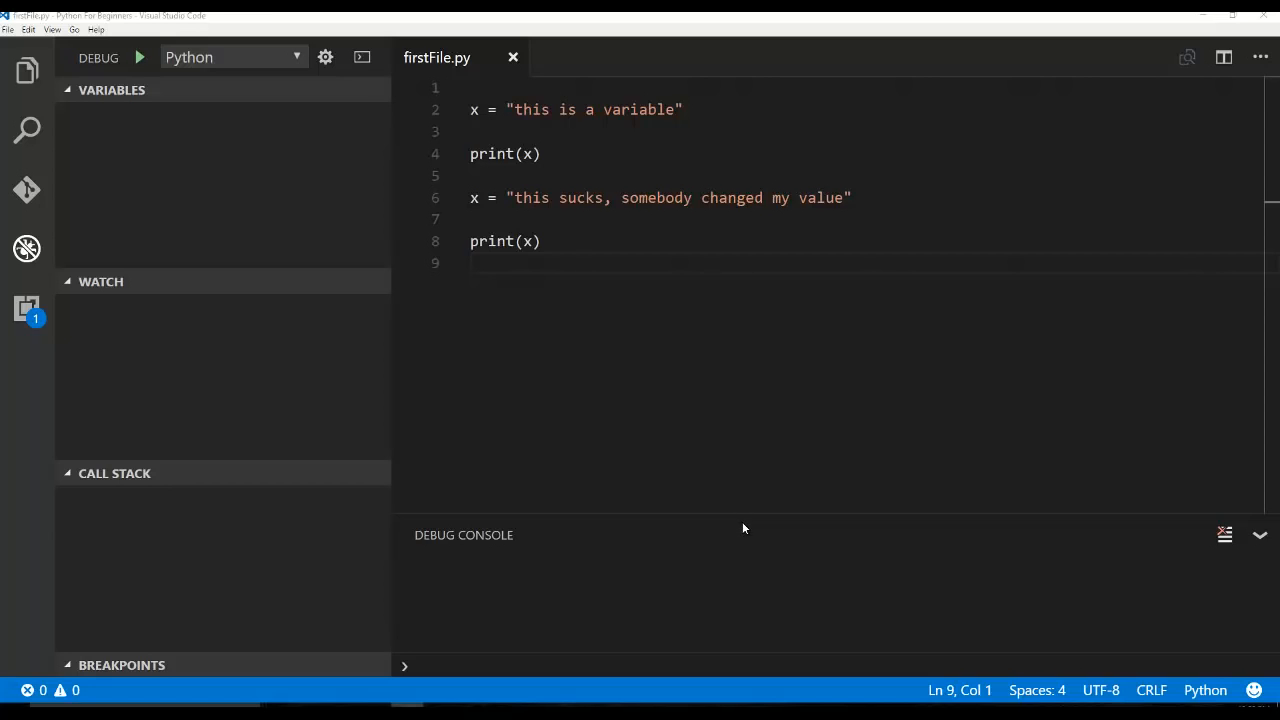 firstFile.py - Python For Beginners - Visual Studio Code
File Edit View Go Help
DEBUG Python
firstFile.py
VARIABLES
WATCH
CALL STACK
BREAKPOINTS
1
2 x = "this is a variable"
3
4 print(x)
5
6 x = "this sucks, somebody changed my value"
7
8 print(x)
9
DEBUG CONSOLE
1
0 0
Ln 9, Col 1 Spaces: 4 UTF-8 CRLF Python